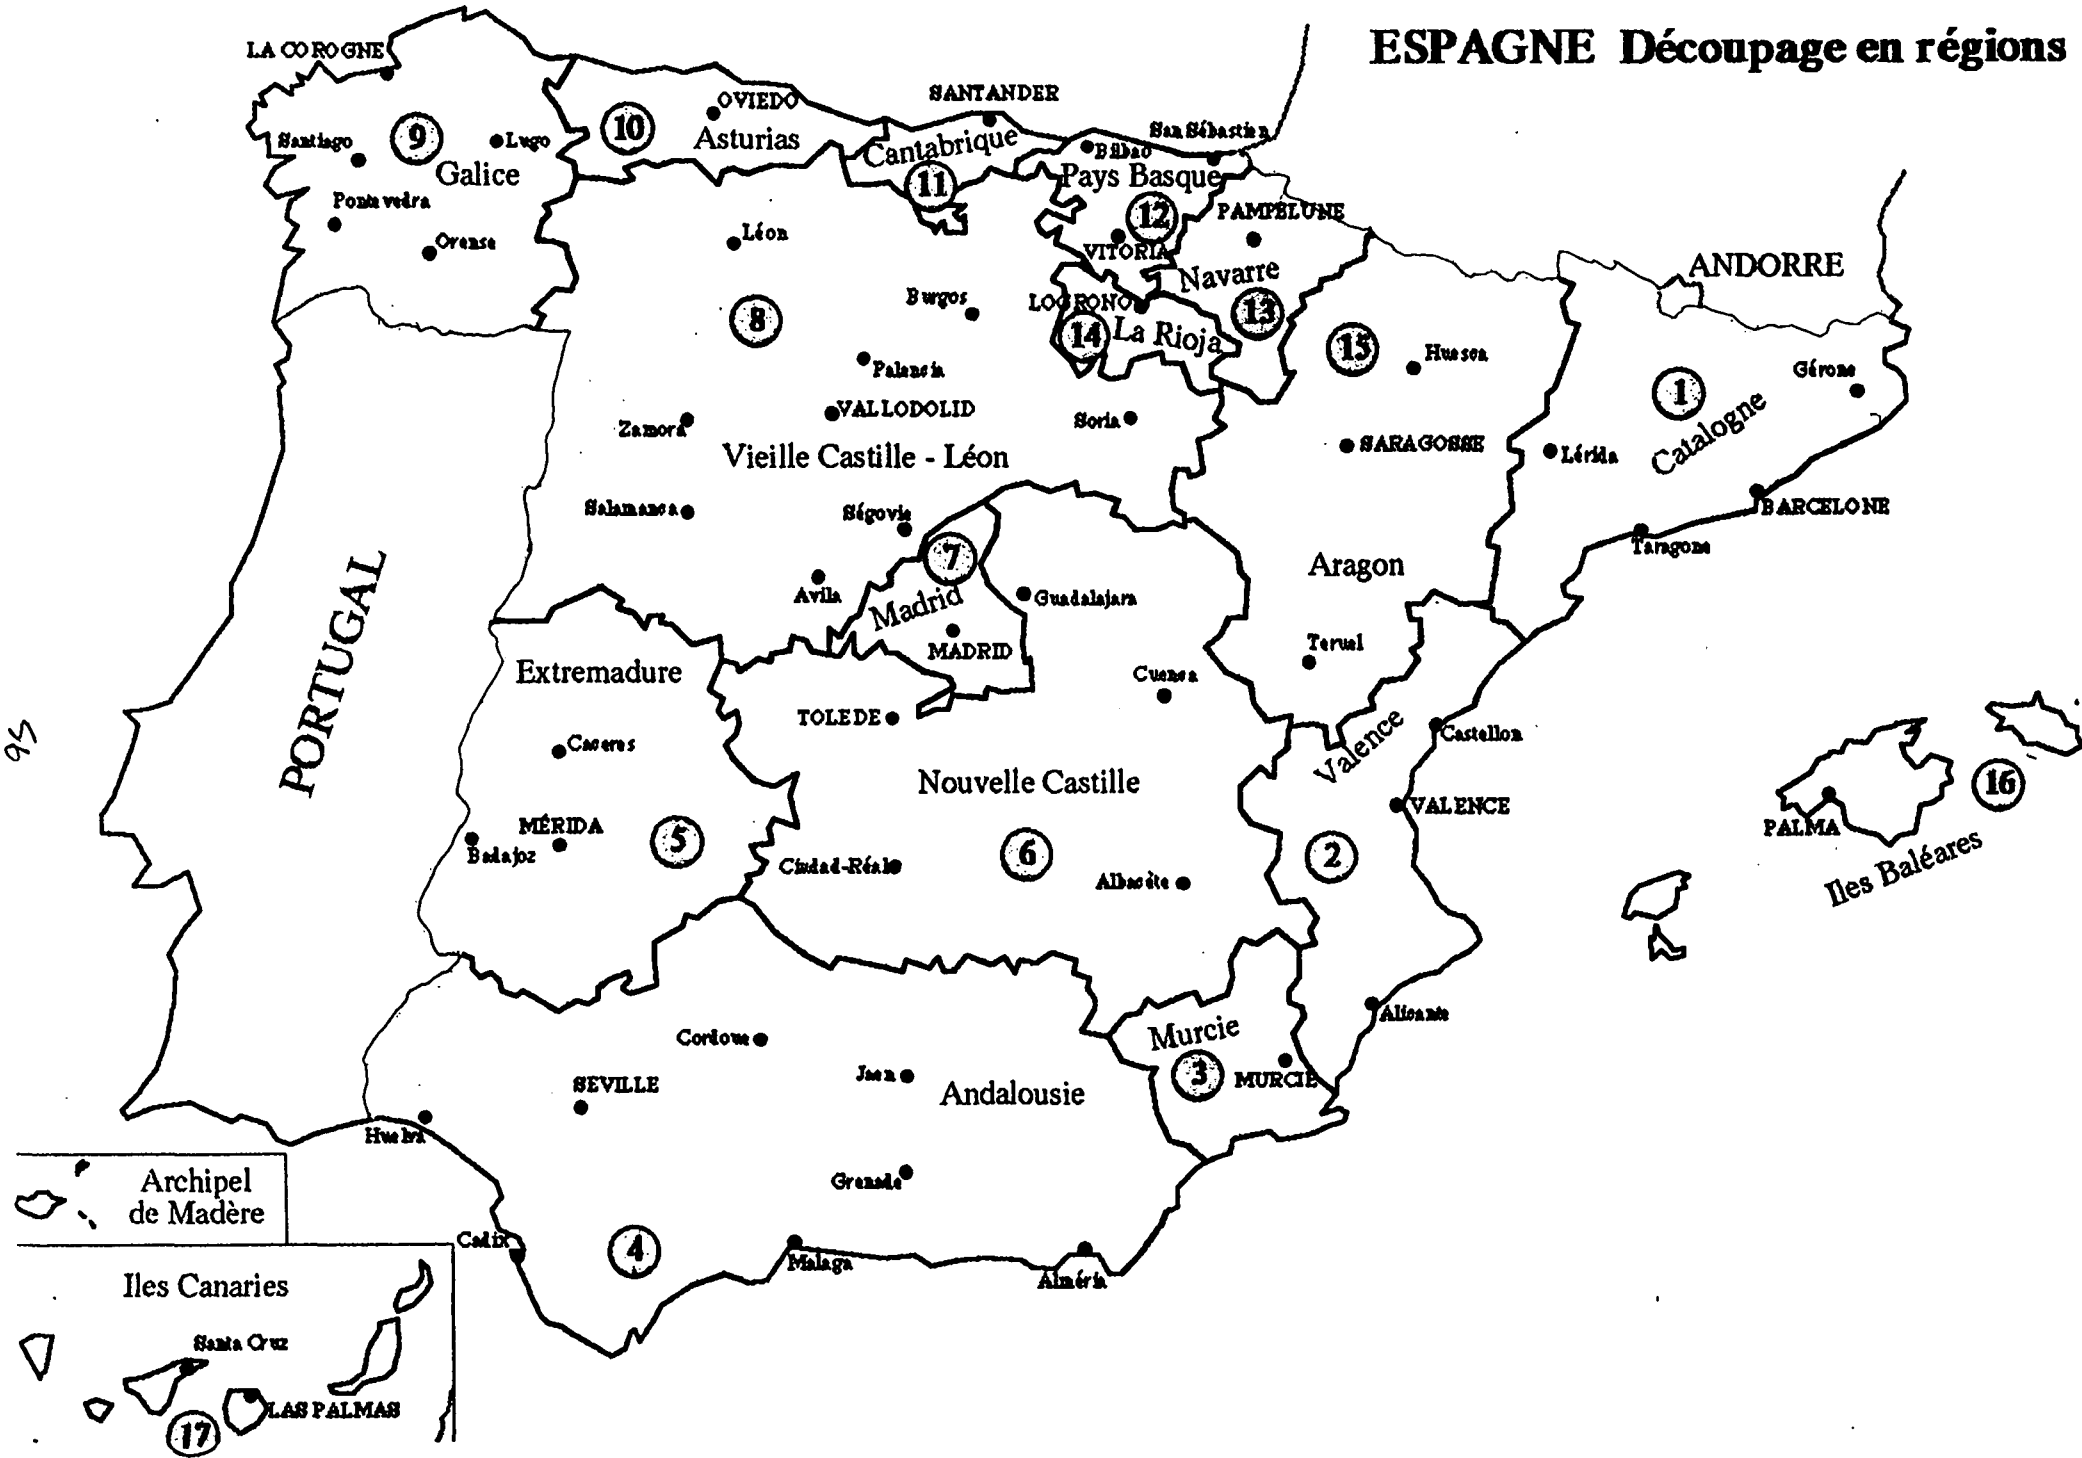 ESPAGNE Découpage en régions
LA COROGNE
OVIEDO
SANTANDER
San Sébastien
10
Asturias
Cantabrique
Bilbao
Santiago
9
Lugo
Galice
11
Pays Basque
12
PAMPELUNE
Pontevedra
Orense
Léon
VITORIA
Navarre
ANDORRE
Burgos
LOGRONO
13
8
14
La Rioja
15
Huesca
Palencia
Gérone
1
Catalogne
Zamora
VALLODOLID
Soria
SARAGOSSE
Lérida
Vieille Castille - Léon
Salamanca
Ségovie
BARCELONE
Taragone
7
Aragon
PORTUGAL
Avila
Madrid
Guadalajara
MADRID
Teruel
Extremadure
Cuenca
TOLEDE
Valence
Castellon
95
Caceres
Nouvelle Castille
16
VALENCE
PALMA
MÉRIDA
Badajoz
5
6
2
Iles Baléares
Ciudad-Réal
Albacète
Alicante
Murcie
Cordoue
3
MURCIE
Jaen
SEVILLE
Andalousie
Huelva
Archipel
de Madère
Grenade
Cadix
4
Malaga
Alméria
Iles Canaries
Santa Cruz
LAS PALMAS
17